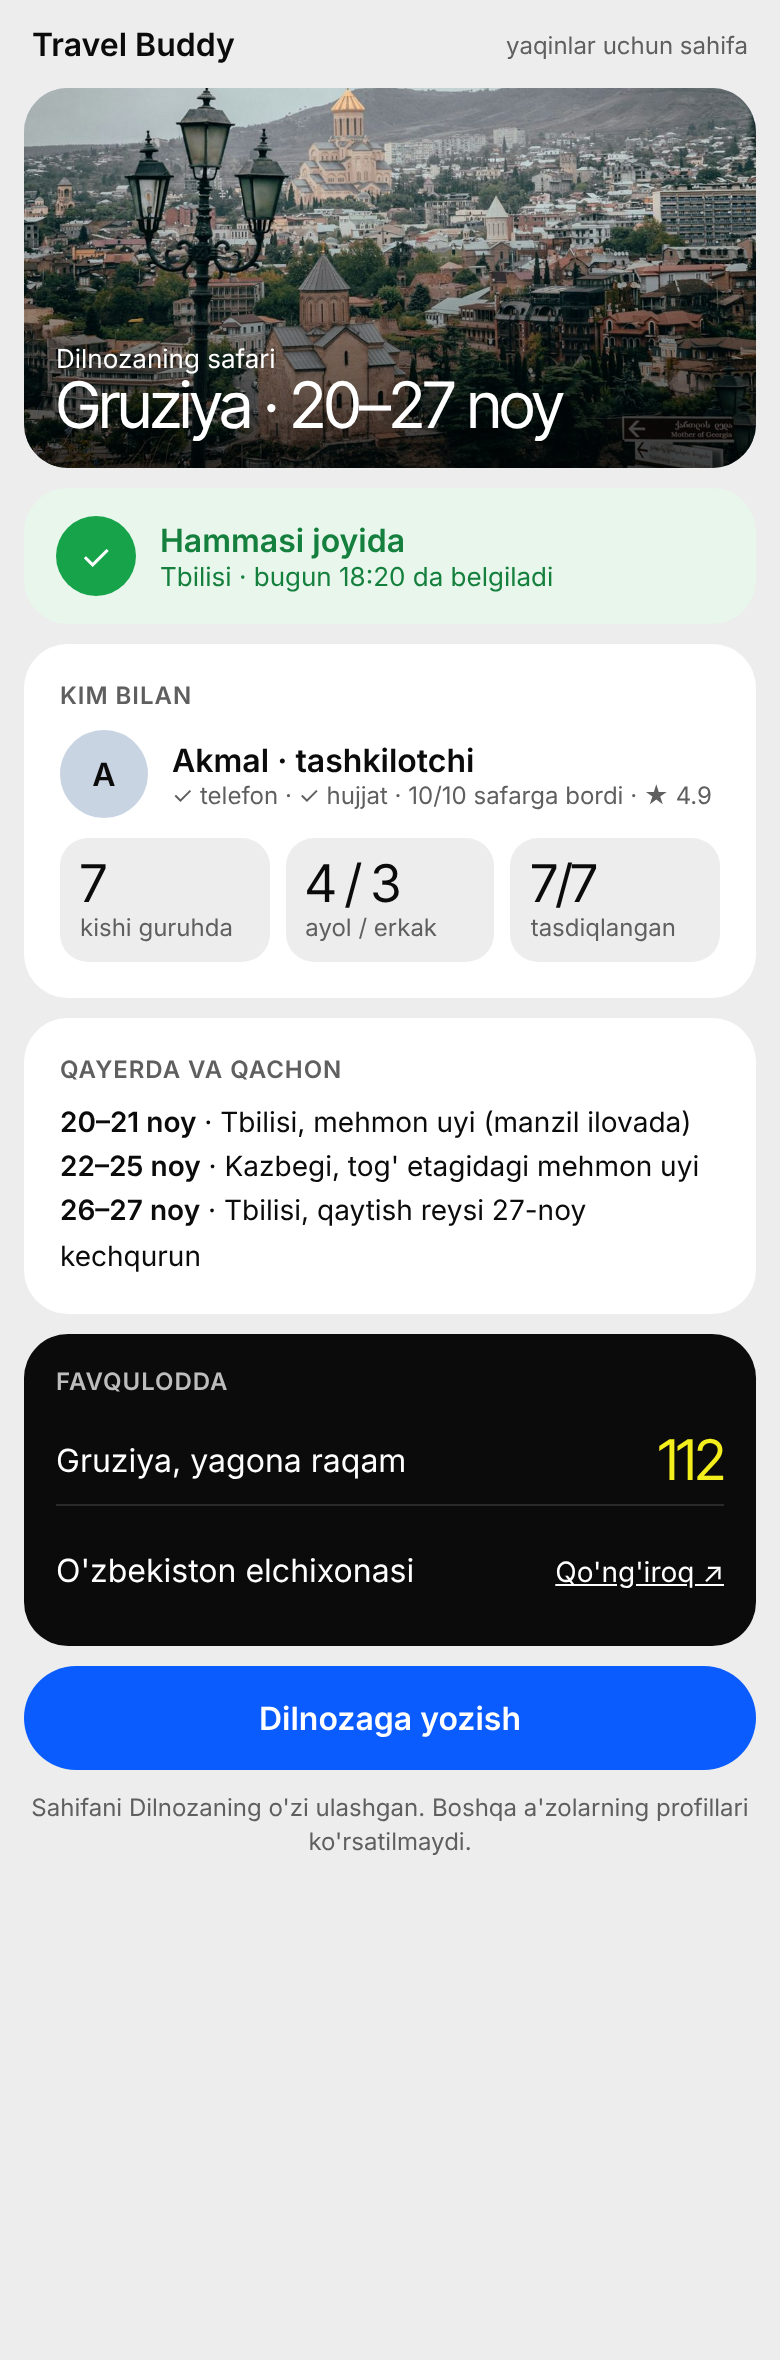 Travel Buddy
yaqinlar uchun sahifa
Dilnozaning safari
Gruziya · 20–27 noy
Mother of Georgia
✓
Hammasi joyida
Tbilisi · bugun 18:20 da belgiladi
KIM BILAN
A
Akmal · tashkilotchi
✓ telefon · ✓ hujjat · 10/10 safarga bordi · ★ 4.9
7
kishi guruhda
4 / 3
ayol / erkak
7/7
tasdiqlangan
QAYERDA VA QACHON
20–21 noy · Tbilisi, mehmon uyi (manzil ilovada)
22–25 noy · Kazbegi, tog' etagidagi mehmon uyi
26–27 noy · Tbilisi, qaytish reysi 27-noy
kechqurun
FAVQULODDA
Gruziya, yagona raqam
112
O'zbekiston elchixonasi
Qo'ng'iroq ↗
Dilnozaga yozish
Sahifani Dilnozaning o'zi ulashgan. Boshqa a'zolarning profillari
ko'rsatilmaydi.